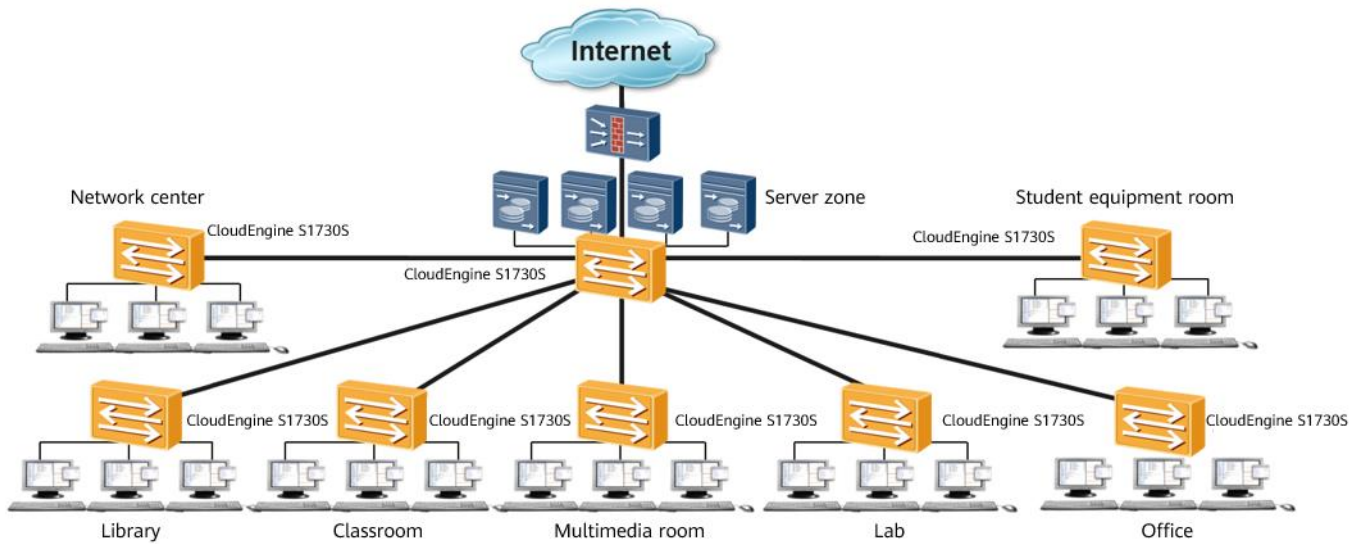 Internet
Network center
Server zone
Student equipment room
CloudEngine S1730S
CloudEngine S1730S
CloudEngine S1730S
CloudEngine S1730S
CloudEngine S1730S
CloudEngine S1730S
CloudEngine S1730S
CloudEngine S1730S
Library
Classroom
Multimedia room
Lab
Office